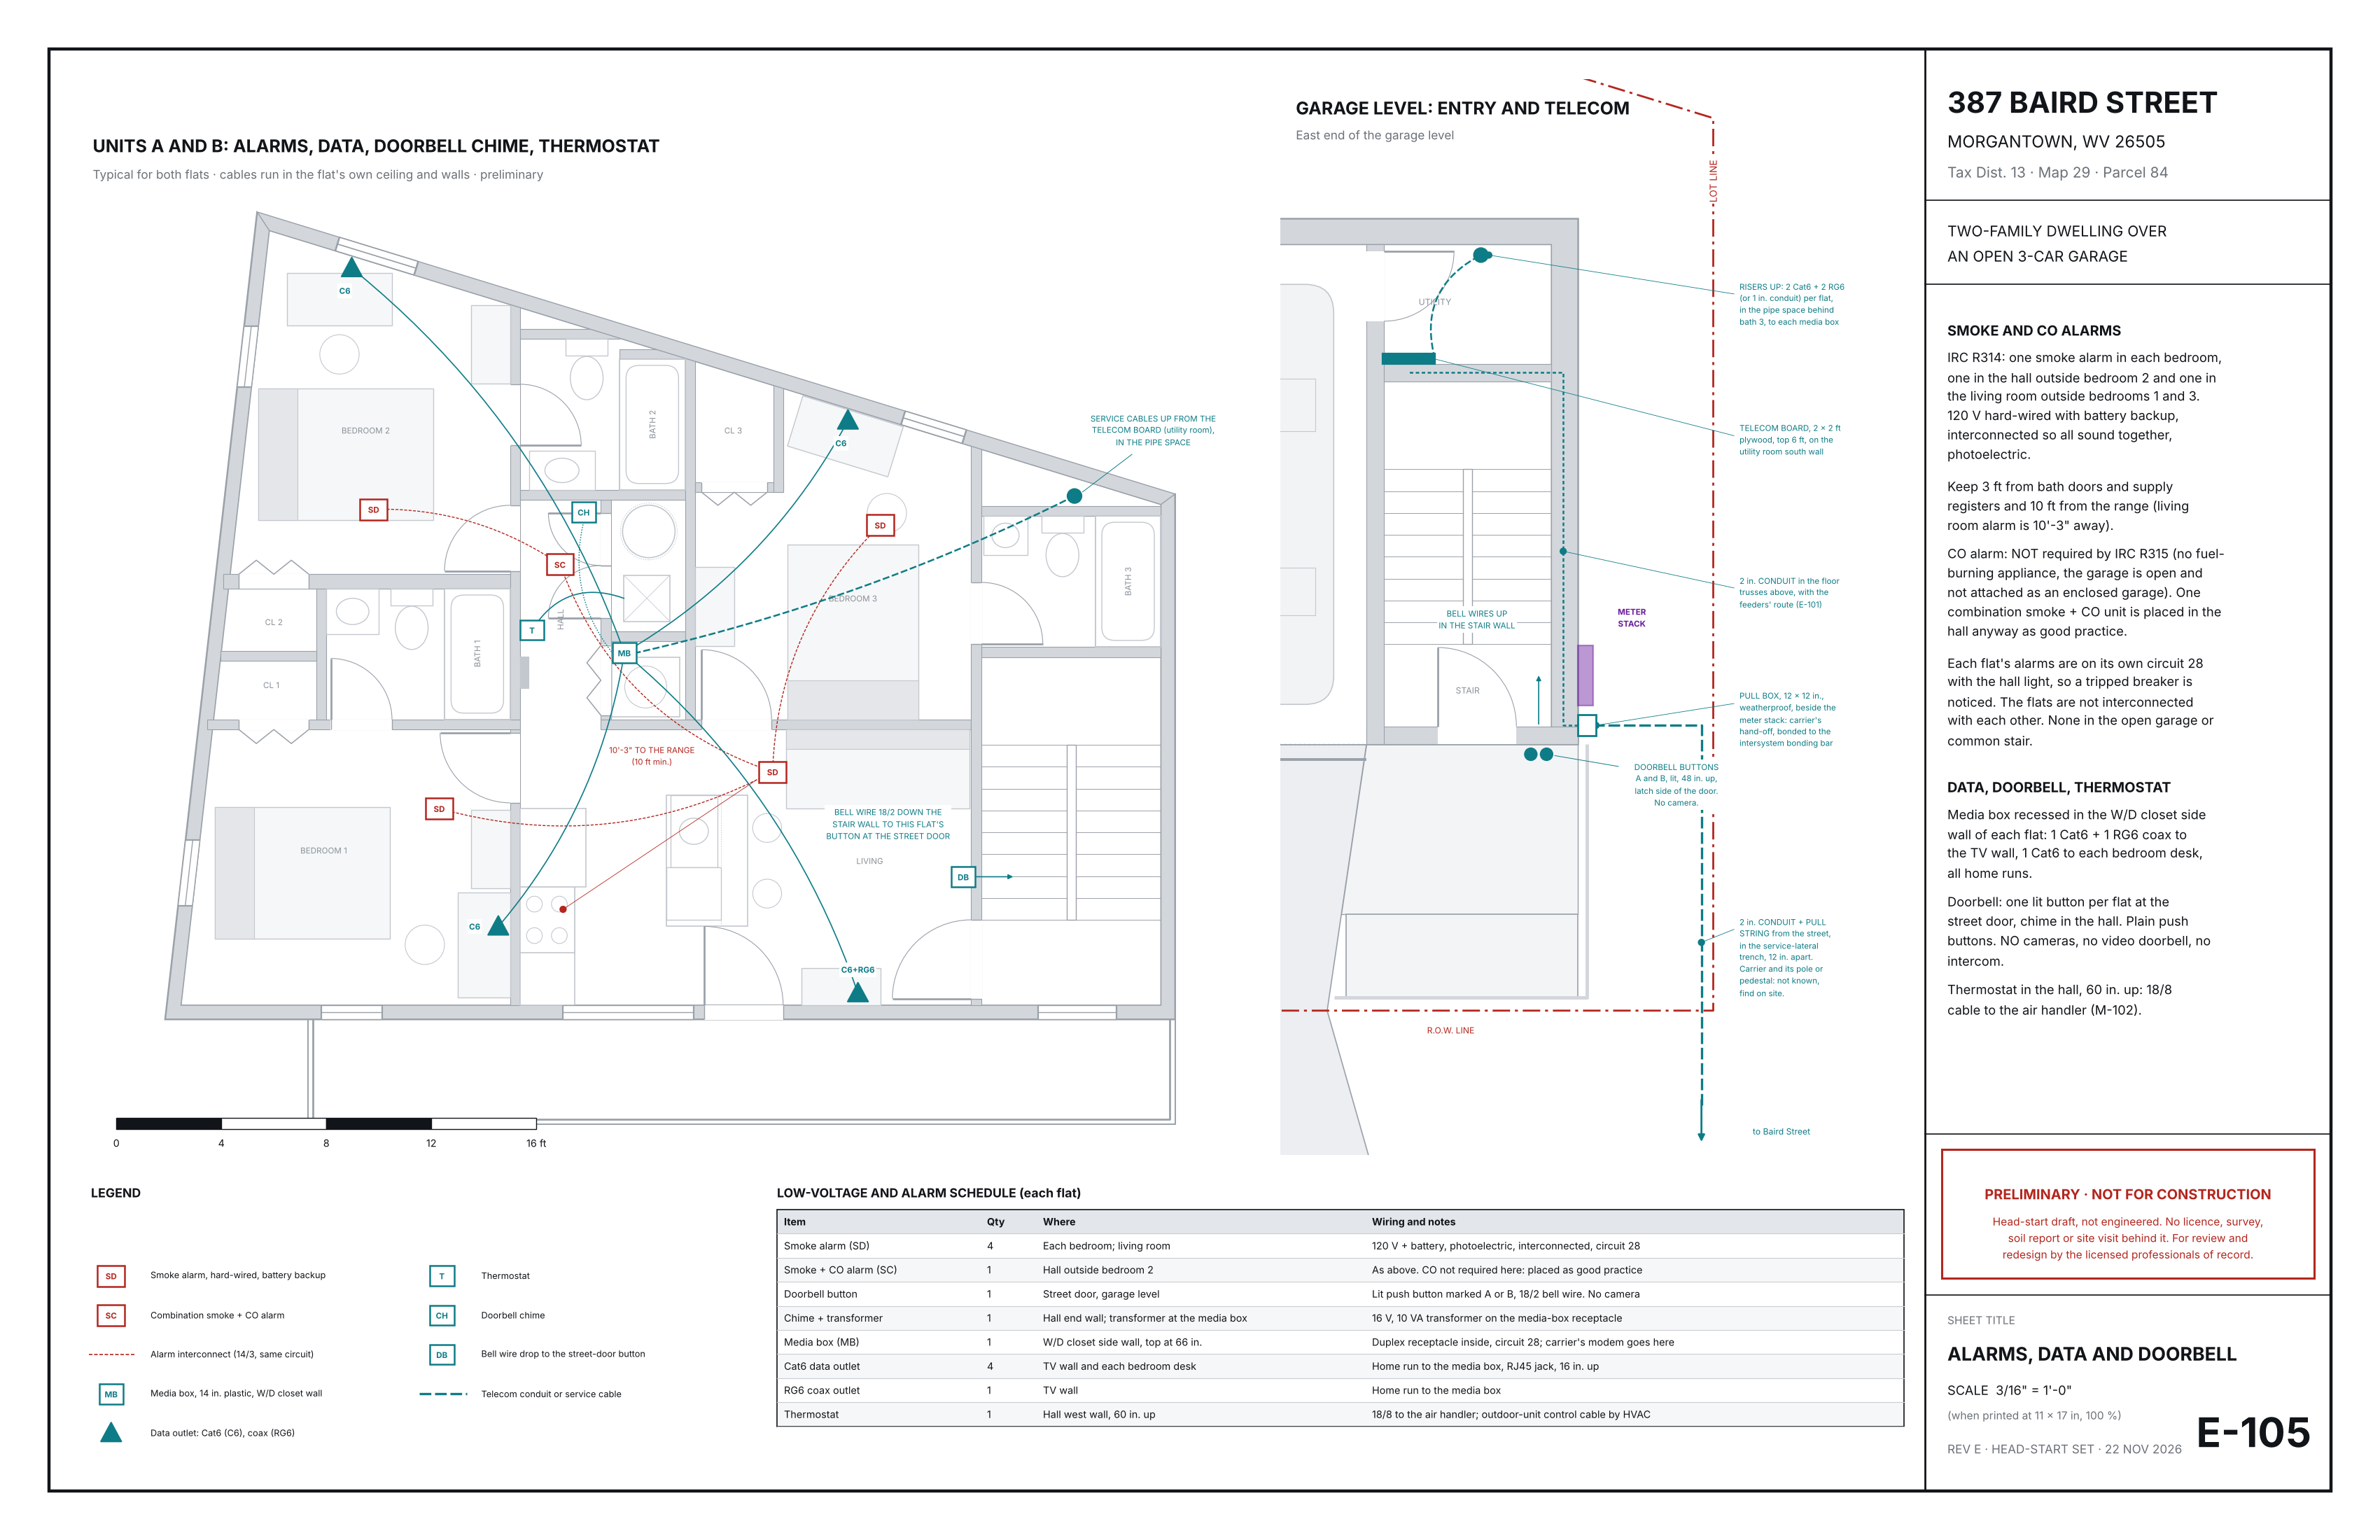 UNITS A AND B: ALARMS, DATA, DOORBELL CHIME, THERMOSTAT
Typical for both flats · cables run in the flat's own ceiling and walls · preliminary
C6
BEDROOM 2
BATH 2
CL 3
C6
SERVICE CABLES UP FROM THE
TELECOM BOARD (utility room),
IN THE PIPE SPACE
SD
CH
SD
SC
BEDROOM 3
BATH 3
HALL
CL 2
T
MB
BATH 1
CL 1
10'-3" TO THE RANGE
(10 ft min.)
SD
SD
BELL WIRE 18/2 DOWN THE
STAIR WALL TO THIS FLAT'S
BUTTON AT THE STREET DOOR
BEDROOM 1
LIVING
DB
C6
C6+RG6
0
4
8
12
16 ft
GARAGE LEVEL: ENTRY AND TELECOM
East end of the garage level
LOT LINE
UTILITY
RISERS UP: 2 Cat6 + 2 RG6
(or 1 in. conduit) per flat,
in the pipe space behind
bath 3, to each media box
TELECOM BOARD, 2 × 2 ft
plywood, top 6 ft, on the
utility room south wall
2 in. CONDUIT in the floor
trusses above, with the
feeders' route (E-101)
BELL WIRES UP
IN THE STAIR WALL
METER
STACK
STAIR
PULL BOX, 12 × 12 in.,
weatherproof, beside the
meter stack: carrier's
hand-off, bonded to the
intersystem bonding bar
DOORBELL BUTTONS
A and B, lit, 48 in. up,
latch side of the door.
No camera.
2 in. CONDUIT + PULL
STRING from the street,
in the service-lateral
trench, 12 in. apart.
Carrier and its pole or
pedestal: not known,
find on site.
R.O.W. LINE
to Baird Street
LEGEND
SD
Smoke alarm, hard-wired, battery backup
SC
Combination smoke + CO alarm
Alarm interconnect (14/3, same circuit)
MB
Media box, 14 in. plastic, W/D closet wall
Data outlet: Cat6 (C6), coax (RG6)
T
Thermostat
CH
Doorbell chime
DB
Bell wire drop to the street-door button
Telecom conduit or service cable
LOW-VOLTAGE AND ALARM SCHEDULE (each flat)
Item Qty Where Wiring and notes
Smoke alarm (SD) 4 Each bedroom; living room 120 V + battery, photoelectric, interconnected, circuit 28
Smoke + CO alarm (SC) 1 Hall outside bedroom 2 As above. CO not required here: placed as good practice
Doorbell button 1 Street door, garage level Lit push button marked A or B, 18/2 bell wire. No camera
Chime + transformer 1 Hall end wall; transformer at the media box 16 V, 10 VA transformer on the media-box receptacle
Media box (MB) 1 W/D closet side wall, top at 66 in. Duplex receptacle inside, circuit 28; carrier's modem goes here
Cat6 data outlet 4 TV wall and each bedroom desk Home run to the media box, RJ45 jack, 16 in. up
RG6 coax outlet 1 TV wall Home run to the media box
Thermostat 1 Hall west wall, 60 in. up 18/8 to the air handler; outdoor-unit control cable by HVAC
387 BAIRD STREET
MORGANTOWN, WV 26505
Tax Dist. 13 · Map 29 · Parcel 84
TWO-FAMILY DWELLING OVER
AN OPEN 3-CAR GARAGE
SMOKE AND CO ALARMS
IRC R314: one smoke alarm in each bedroom,
one in the hall outside bedroom 2 and one in
the living room outside bedrooms 1 and 3.
120 V hard-wired with battery backup,
interconnected so all sound together,
photoelectric.
Keep 3 ft from bath doors and supply
registers and 10 ft from the range (living
room alarm is 10'-3" away).
CO alarm: NOT required by IRC R315 (no fuel-
burning appliance, the garage is open and
not attached as an enclosed garage). One
combination smoke + CO unit is placed in the
hall anyway as good practice.
Each flat's alarms are on its own circuit 28
with the hall light, so a tripped breaker is
noticed. The flats are not interconnected
with each other. None in the open garage or
common stair.
DATA, DOORBELL, THERMOSTAT
Media box recessed in the W/D closet side
wall of each flat: 1 Cat6 + 1 RG6 coax to
the TV wall, 1 Cat6 to each bedroom desk,
all home runs.
Doorbell: one lit button per flat at the
street door, chime in the hall. Plain push
buttons. NO cameras, no video doorbell, no
intercom.
Thermostat in the hall, 60 in. up: 18/8
cable to the air handler (M-102).
PRELIMINARY · NOT FOR CONSTRUCTION
Head-start draft, not engineered. No licence, survey,
soil report or site visit behind it. For review and
redesign by the licensed professionals of record.
SHEET TITLE
ALARMS, DATA AND DOORBELL
SCALE 3/16" = 1'-0"
(when printed at 11 × 17 in, 100 %)
REV E · HEAD-START SET · 22 NOV 2026
E-105